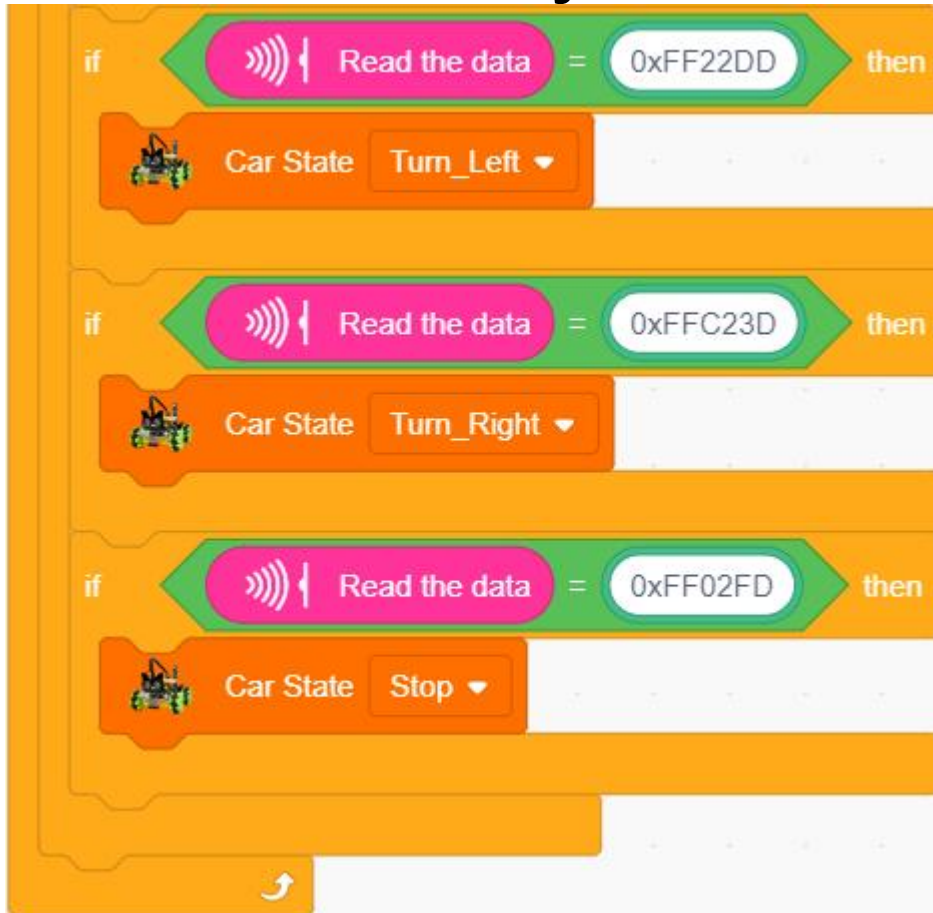 if Read the data = 0xFF22DD then
Car State Turn_Left
if Read the data = 0xFFC23D then
Car State Turn_Right
if Read the data = 0xFF02FD then
Car State Stop